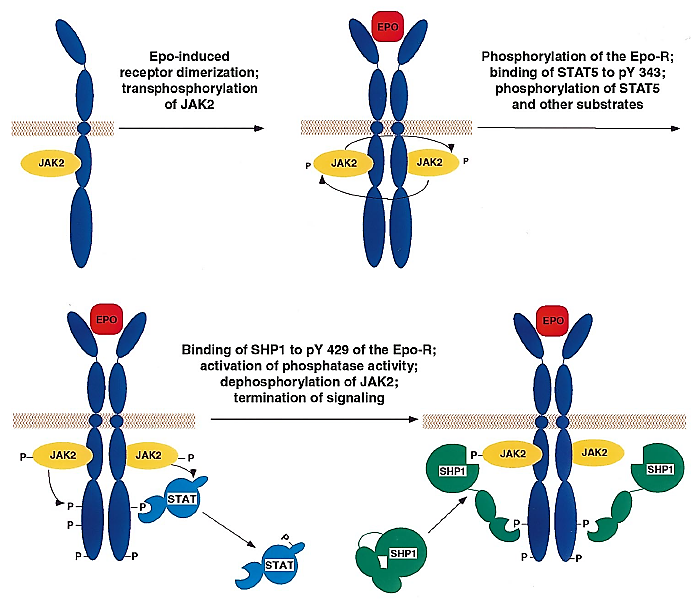 EPO
Epo-induced
receptor dimerization;
transphosphorylation
of JAK2
Phosphorylation of the Epo-R;
binding of STAT5 to pY 343;
phosphorylation of STAT5
and other substrates
JAK2
P
JAK2
JAK2
P
EPO
EPO
Binding of SHP1 to pY 429 of the Epo-R;
activation of phosphatase activity;
dephosphorylation of JAK2;
termination of signaling
P
JAK2
JAK2
P
P
JAK2
JAK2
SHP1
SHP1
STAT
P
P
P
P
P
P
P
P
P
P
STAT
SHP1